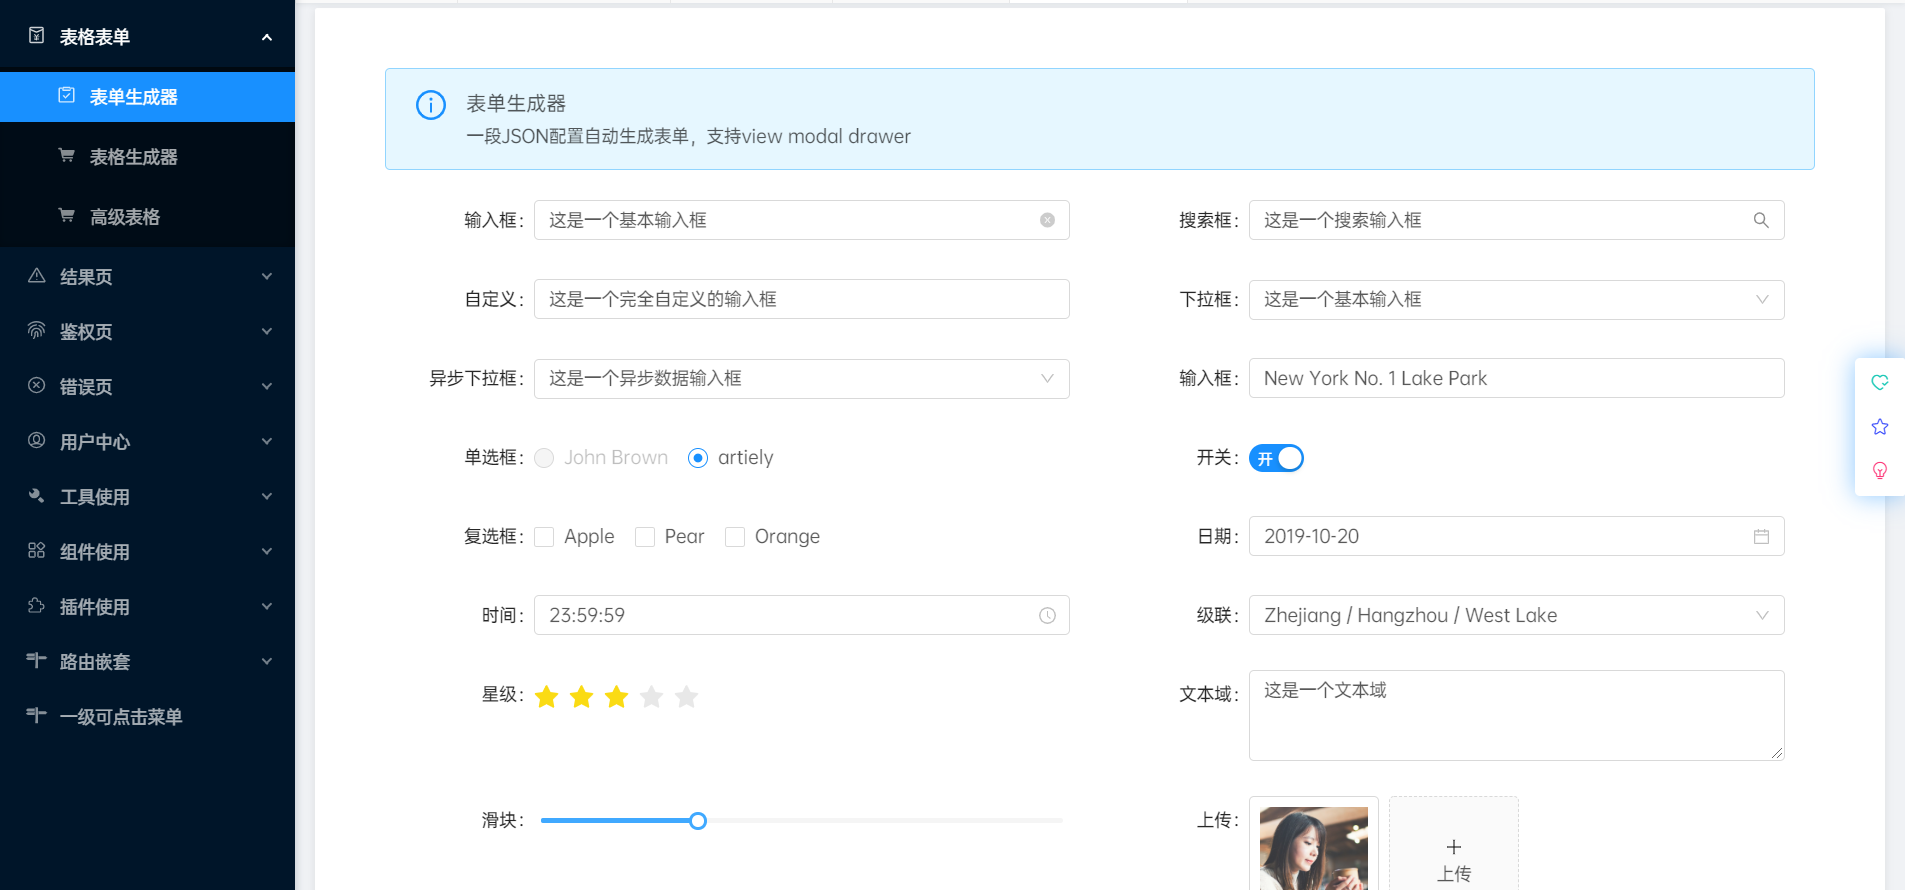 表格表单
表单生成器
表格生成器
高级表格
结果页
鉴权页
错误页
用户中心
工具使用
组件使用
插件使用
路由嵌套
一级可点击菜单
表单生成器
一段JSON配置自动生成表单，支持view modal drawer
输入框： 这是一个基本输入框
搜索框： 这是一个搜索输入框
自定义： 这是一个完全自定义的输入框
下拉框： 这是一个基本输入框
异步下拉框： 这是一个异步数据输入框
输入框： New York No. 1 Lake Park
单选框： John Brown artiely
开关： 开
复选框： Apple Pear Orange
日期： 2019-10-20
时间： 23:59:59
级联： Zhejiang / Hangzhou / West Lake
星级：
文本域： 这是一个文本域
滑块：
上传：
上传